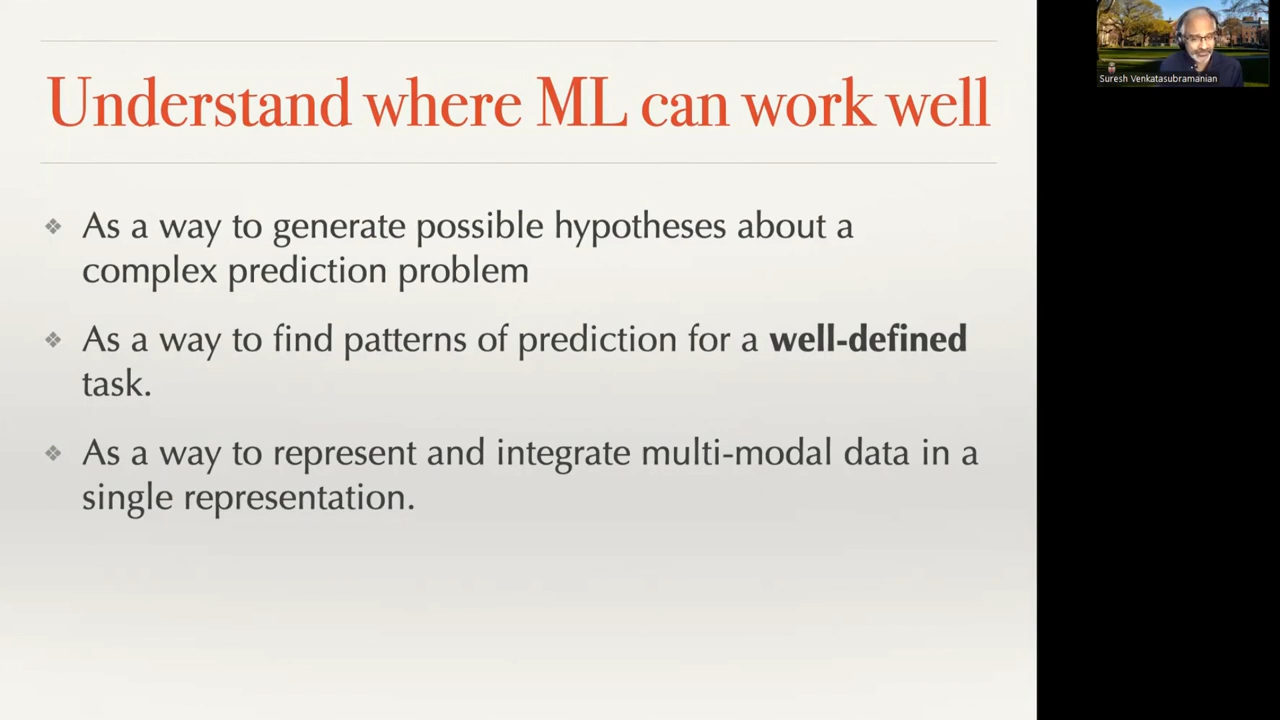 Understand where ML can work well
As a way to generate possible hypotheses about a
complex prediction problem
As a way to find patterns of prediction for a well-defined
task.
As a way to represent and integrate multi-modal data in a
single representation.
Suresh Venkatasubramanian